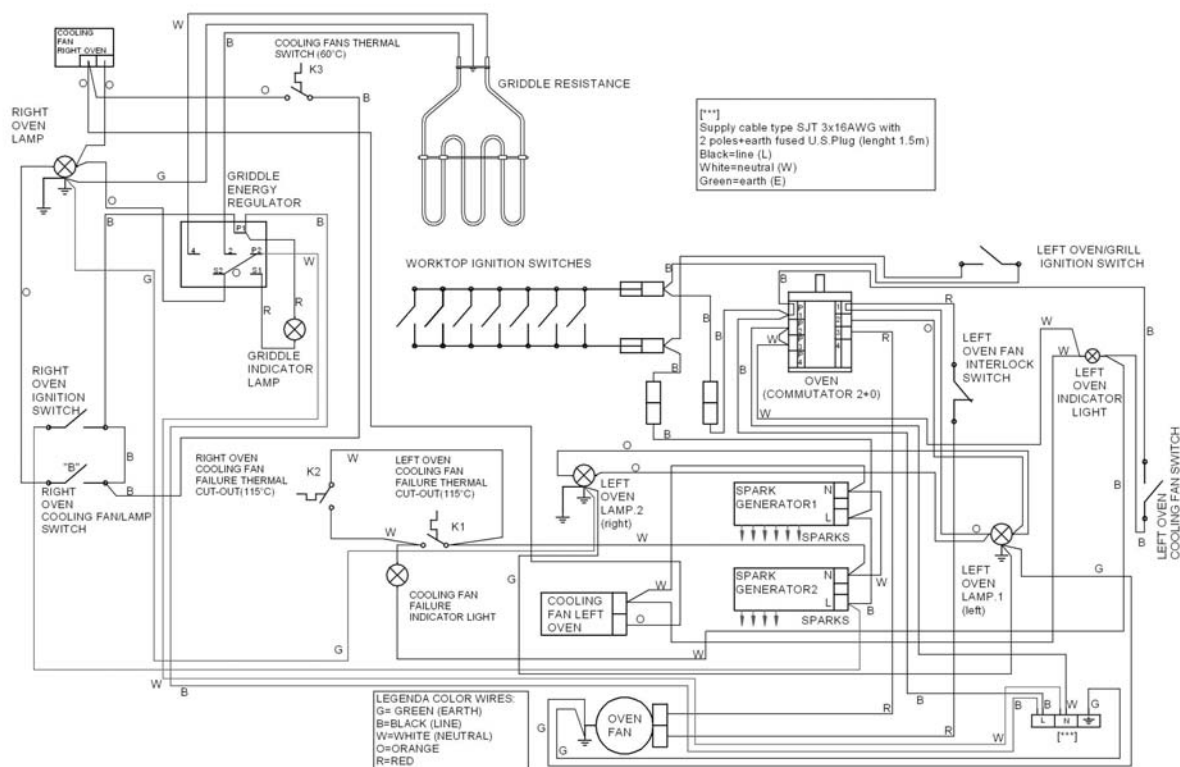 COOLING
FAN
RIGHT OVEN
W
B
COOLING FANS THERMAL
SWITCH (60°C)
K3
GRIDDLE RESISTANCE
O
O
O
B
RIGHT
OVEN
LAMP
[***]
Supply cable type SJT 3x16AWG with
2 poles+earth fused U.S.Plug (lenght 1.5m)
Black=line (L)
White=neutral (W)
Green=earth (E)
G
O
GRIDDLE
ENERGY
REGULATOR
B
B
P1
4
2
P2
W
S2
O
S1
G
R
R
O
GRIDDLE
INDICATOR
LAMP
WORKTOP IGNITION SWITCHES
B
B
B
B
B
LEFT OVEN/GRILL
IGNITION SWITCH
B
B
R
O
W
W
B
B
R
W
W
B
OVEN
(COMMUTATOR 2+0)
LEFT
OVEN FAN
INTERLOCK
SWITCH
LEFT
OVEN
INDICATOR
LIGHT
RIGHT
OVEN
IGNITION
SWITCH
B
"B"
B
RIGHT
OVEN
COOLING FAN/LAMP
SWITCH
RIGHT OVEN
COOLING FAN
FAILURE THERMAL
CUT-OUT(115°C)
K2
W
LEFT OVEN
COOLING FAN
FAILURE THERMAL
CUT-OUT(115°C)
K1
W
W
B
O
O
O
LEFT
OVEN
LAMP.2
(right)
SPARK
GENERATOR1
N
L
SPARKS
B
B
LEFT OVEN
COOLING FAN SWITCH
O
SPARK
GENERATOR2
N
L
SPARKS
W
B
LEFT
OVEN
LAMP.1
(left)
G
COOLING FAN
FAILURE
INDICATOR LIGHT
G
COOLING
FAN LEFT
OVEN
W
O
G
W
W
B
LEGENDA COLOR WIRES:
G= GREEN (EARTH)
B=BLACK (LINE)
W=WHITE (NEUTRAL)
O=ORANGE
R=RED
G
G
OVEN
FAN
R
R
B
W
B
B
B
W
G
L
N
[***]